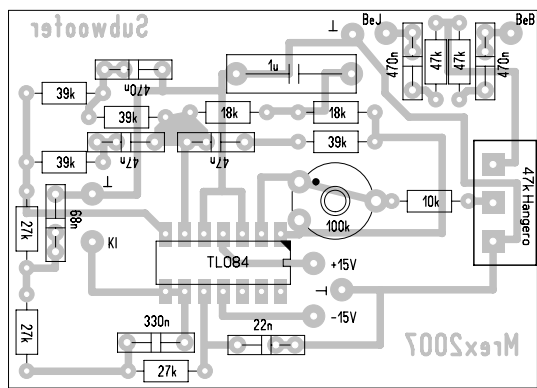 Subwoofer
⊥
BeJ
BeB
470n
1u
470n
47k
47k
470n
39k
18k
18k
39k
47n
47n
39k
39k
47k Hangero
⊥
68n
10k
27k
100k
KI
TL084
+15V
⊥
-15V
330n
22n
27k
27k
Mrex2007